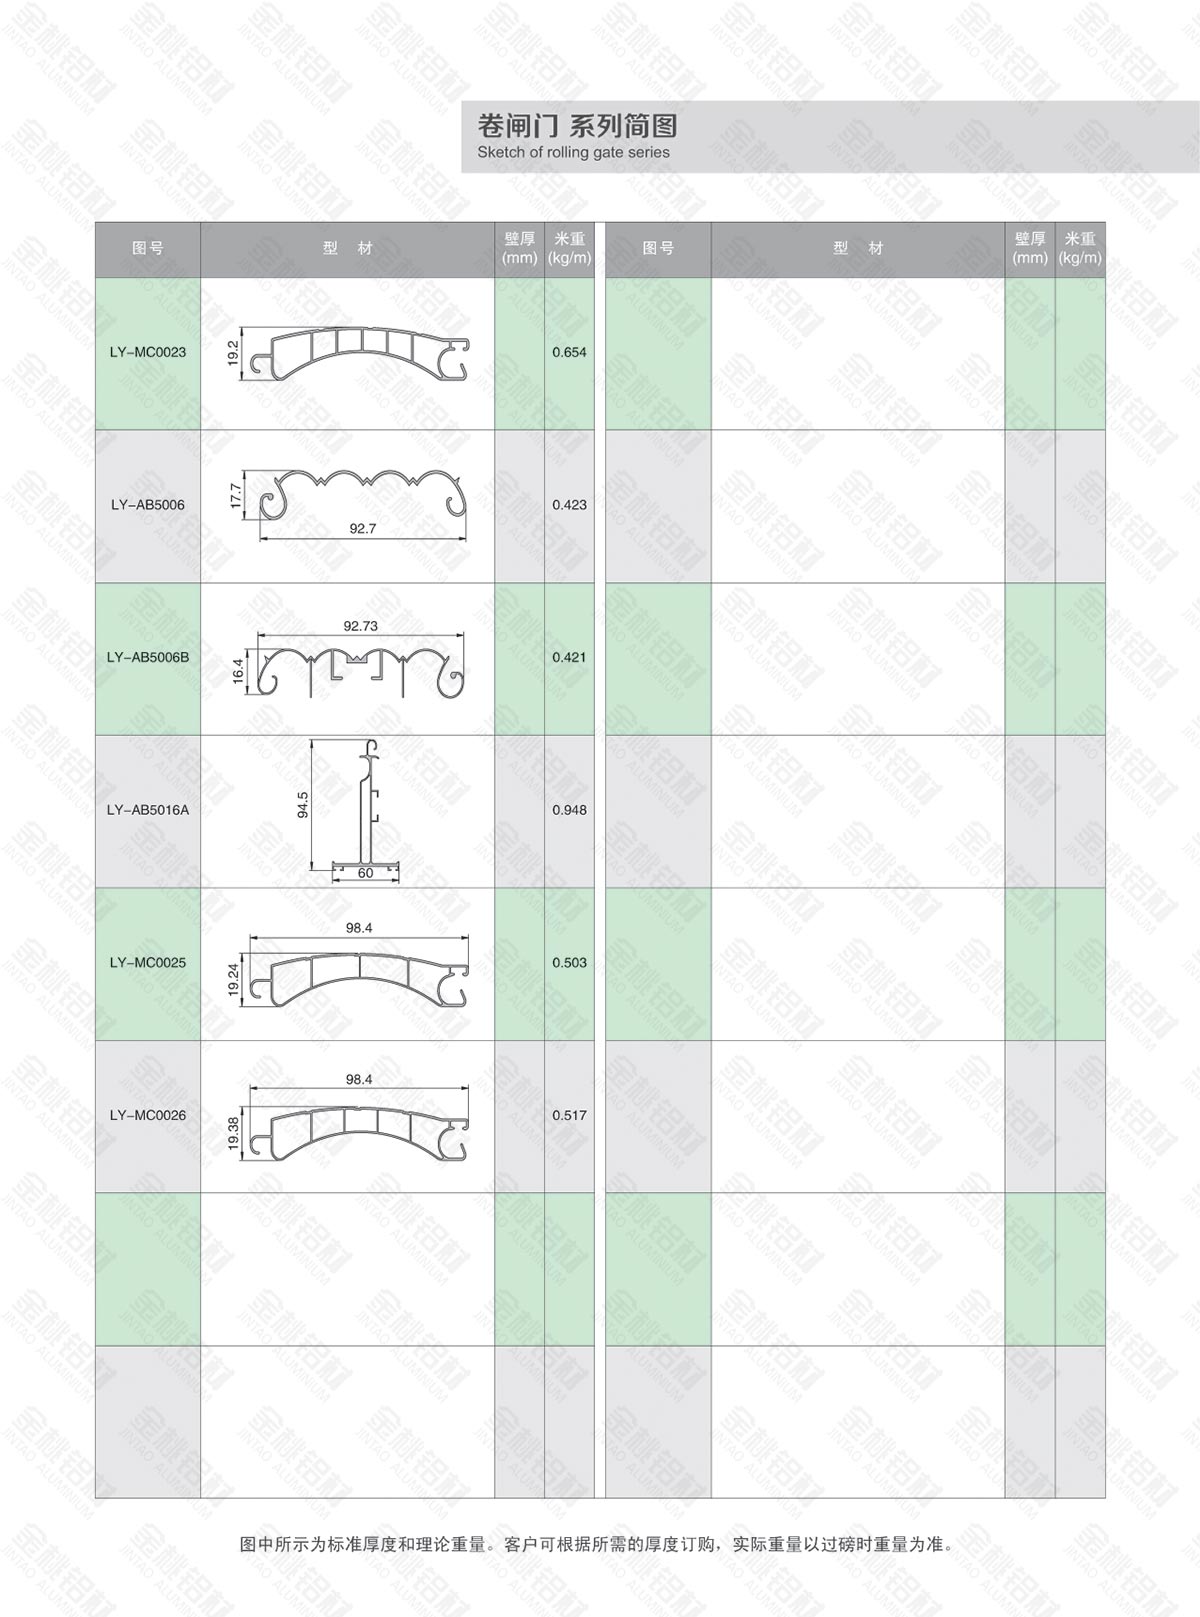 卷闸门 系列简图
Sketch of rolling gate series
图号 型 材 壁厚(mm) 米重(kg/m) 图号 型 材 壁厚(mm) 米重(kg/m)
LY-MC0023 19.2 0.654
LY-AB5006 17.7 92.7 0.423
LY-AB5006B 92.73 16.4 0.421
LY-AB5016A 94.5 60 0.948
LY-MC0025 98.4 19.24 0.503
LY-MC0026 98.4 19.38 0.517
图中所示为标准厚度和理论重量。客户可根据所需的厚度订购，实际重量以过磅时重量为准。
金桃铝材
JINTAO ALUMINIUM